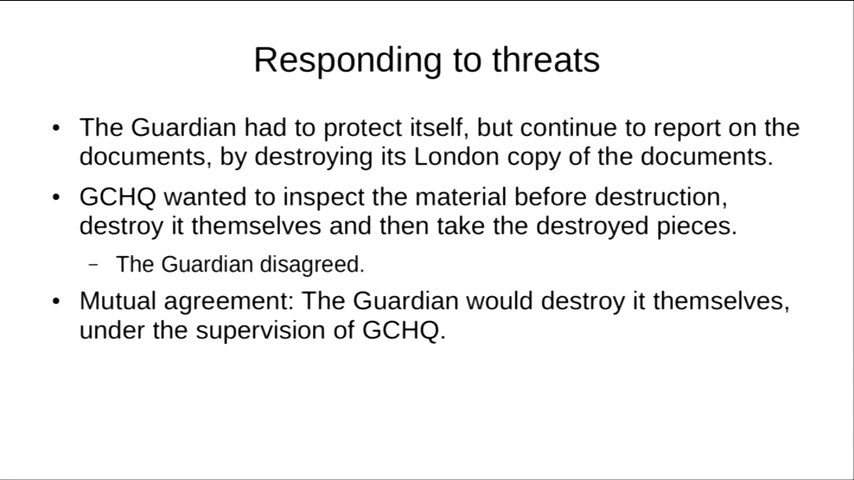 Responding to threats
• The Guardian had to protect itself, but continue to report on the
documents, by destroying its London copy of the documents.
• GCHQ wanted to inspect the material before destruction,
destroy it themselves and then take the destroyed pieces.
– The Guardian disagreed.
• Mutual agreement: The Guardian would destroy it themselves,
under the supervision of GCHQ.